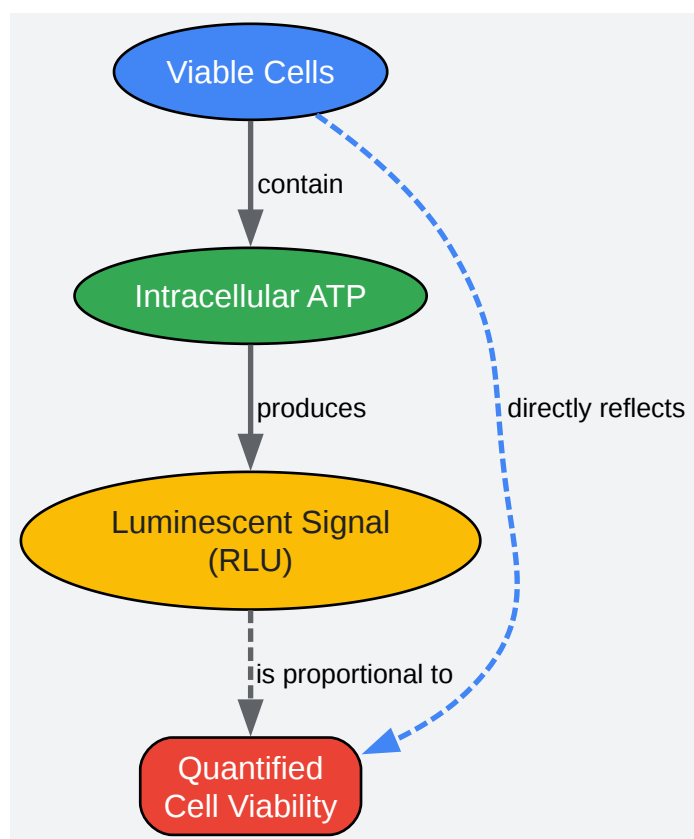 Viable Cells
contain
Intracellular ATP
produces
directly reflects
Luminescent Signal
(RLU)
is proportional to
Quantified
Cell Viability